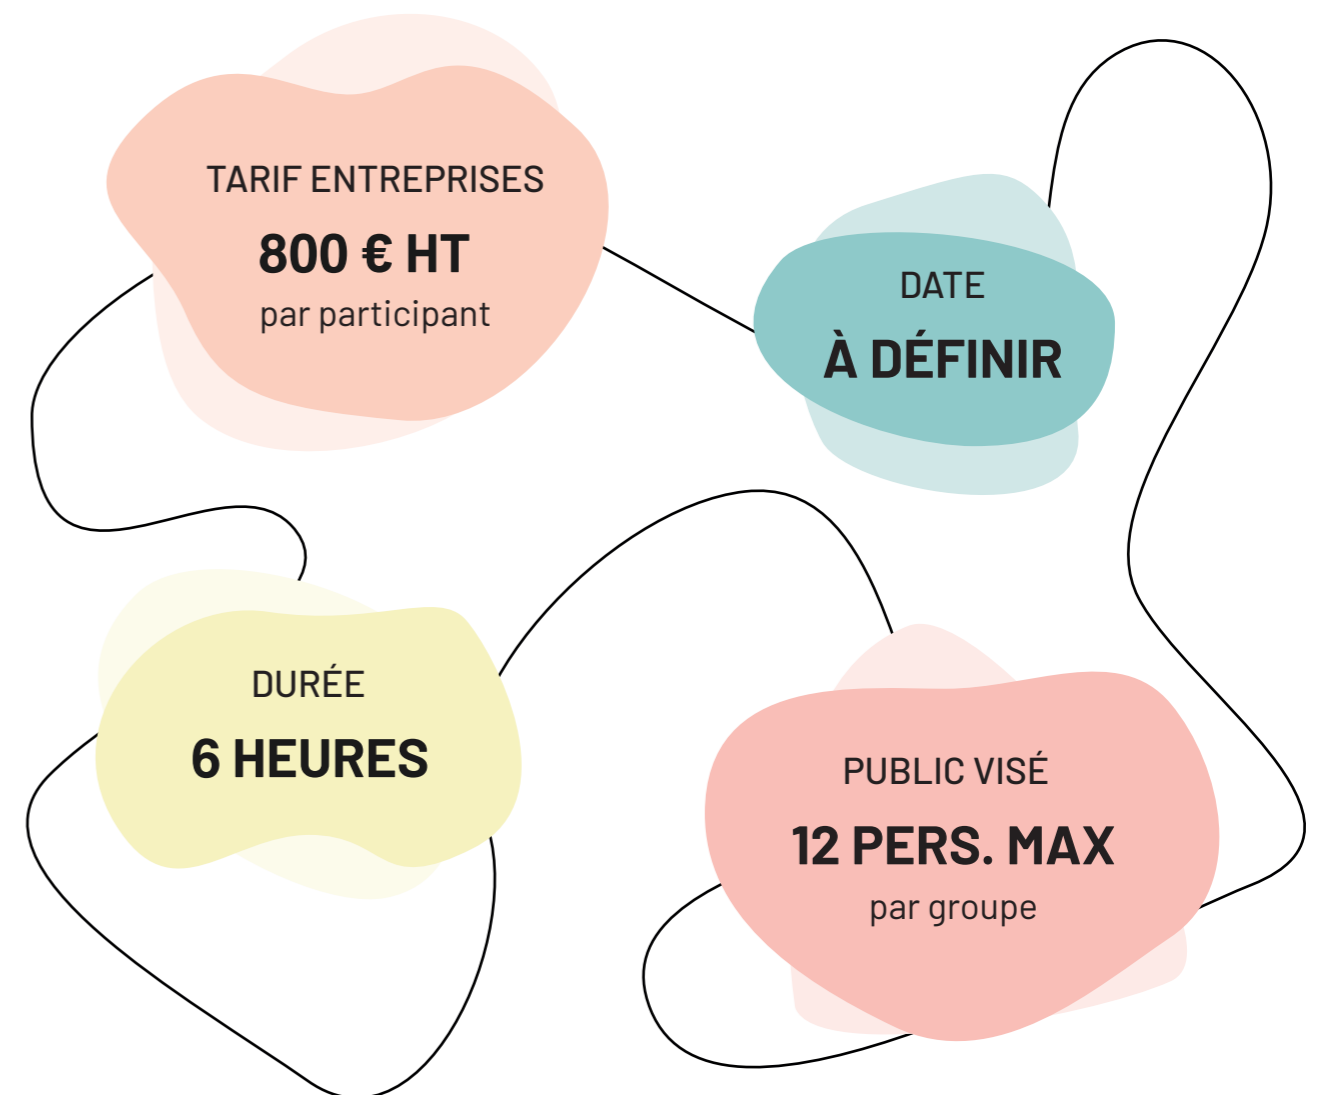 TARIF ENTREPRISES
800 € HT
par participant
DATE
À DÉFINIR
DURÉE
6 HEURES
PUBLIC VISÉ
12 PERS. MAX
par groupe